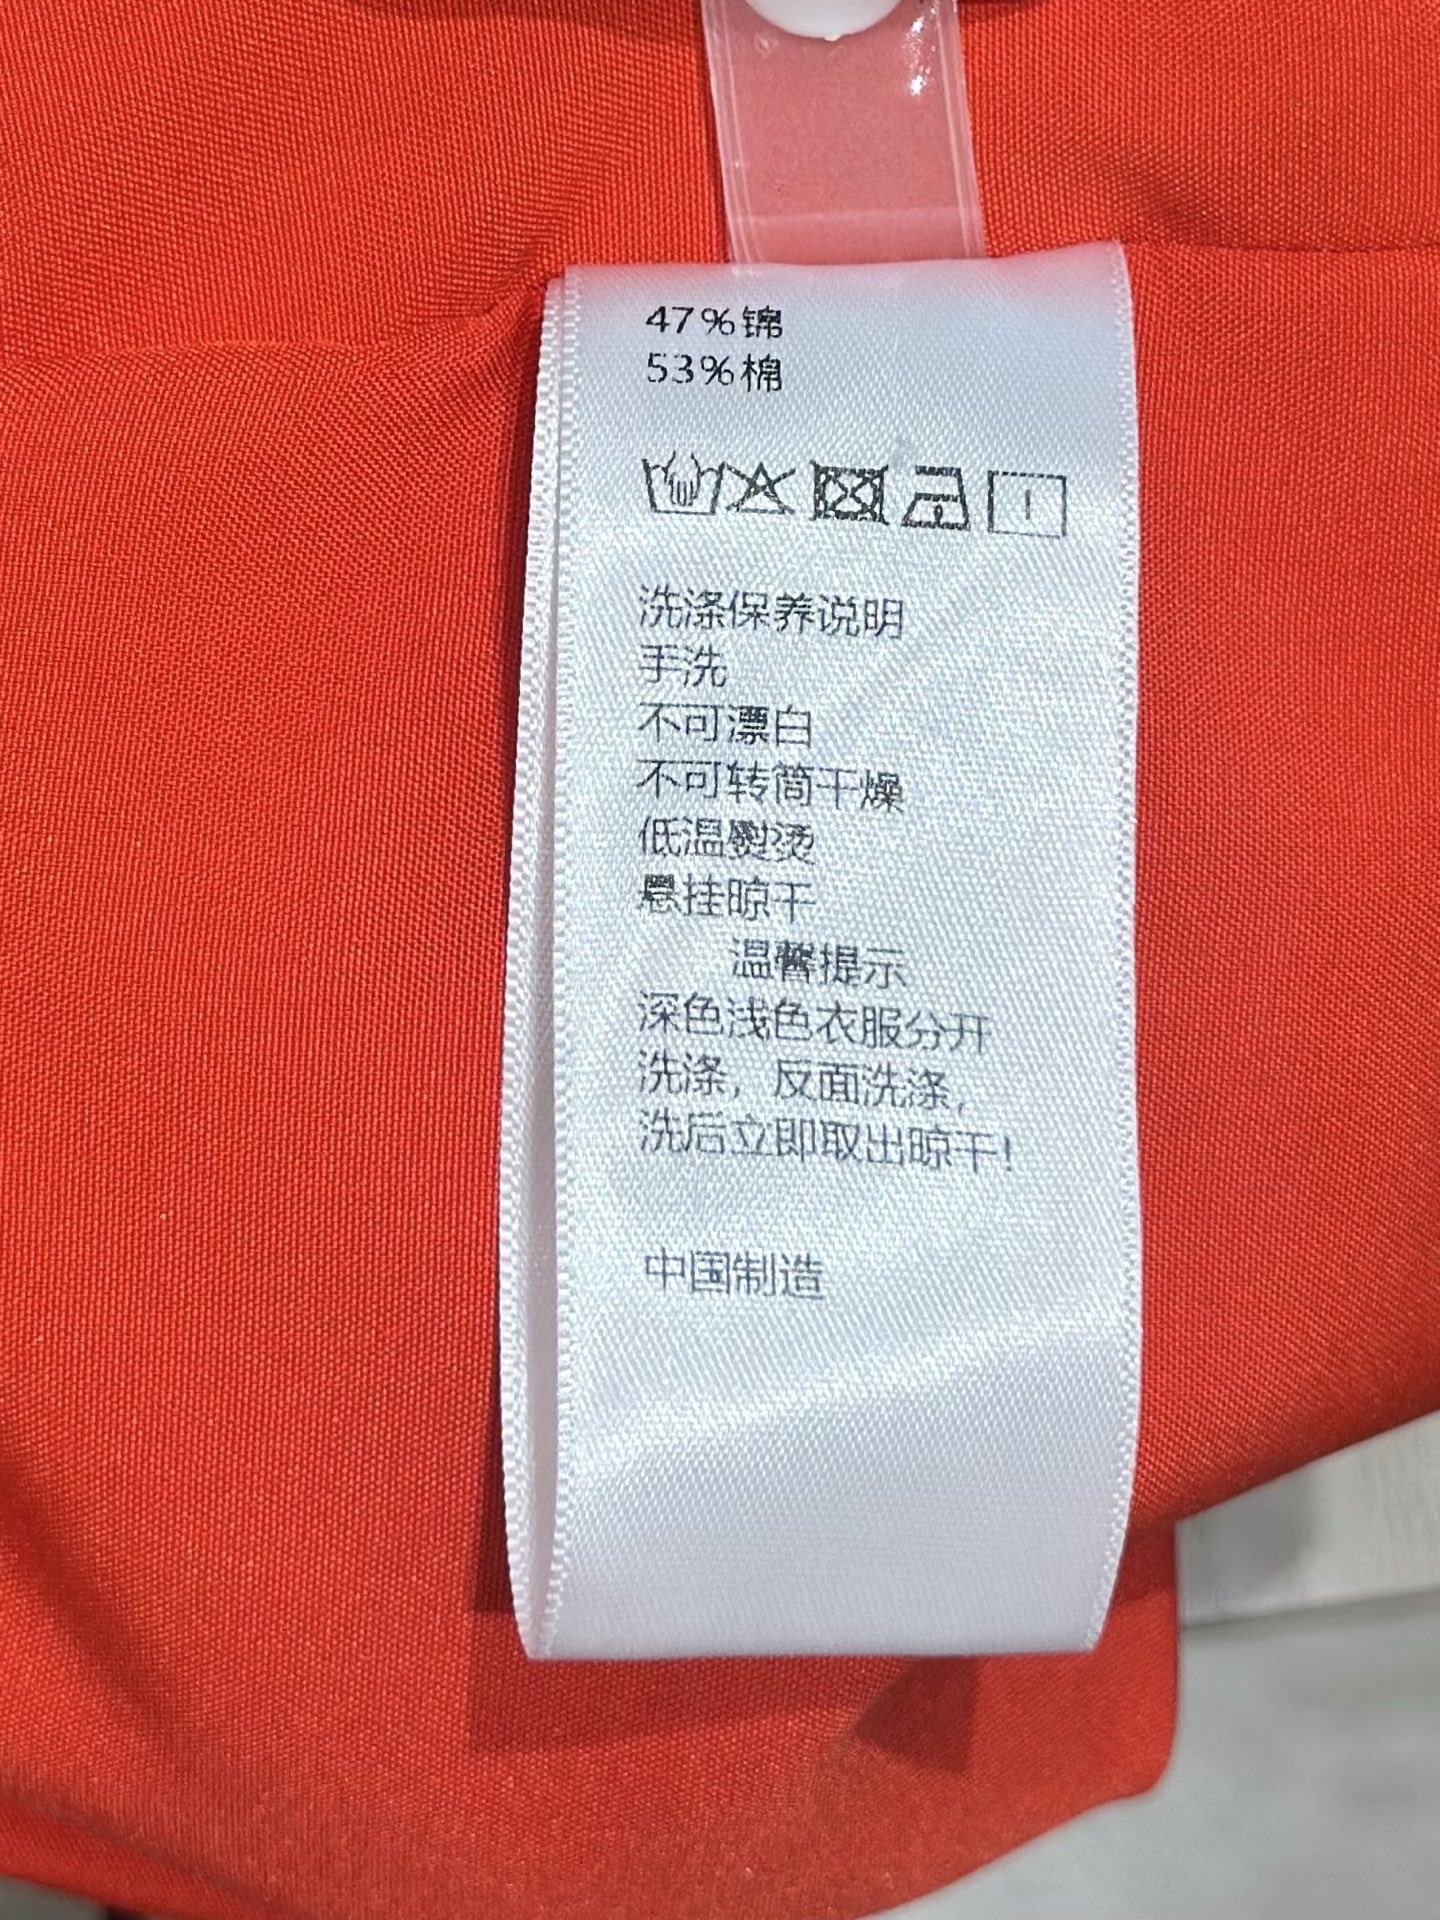 47%锦
53%棉
洗涤保养说明
手洗
不可漂白
不可转筒干燥
低温熨烫
悬挂晾干
温馨提示
深色浅色衣服分开
洗涤，反面洗涤，
洗后立即取出晾干！
中国制造